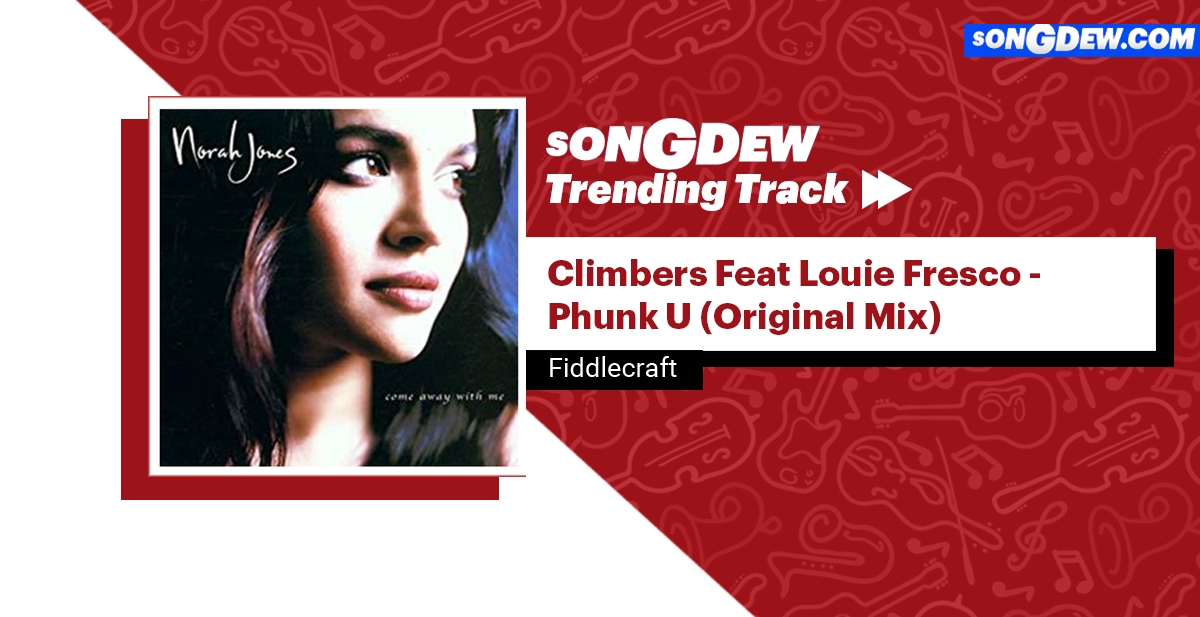 SONGDEW.COM
Norah Jones
come away with me
SONGDEW
Trending Track
Climbers Feat Louie Fresco -
Phunk U (Original Mix)
Fiddlecraft